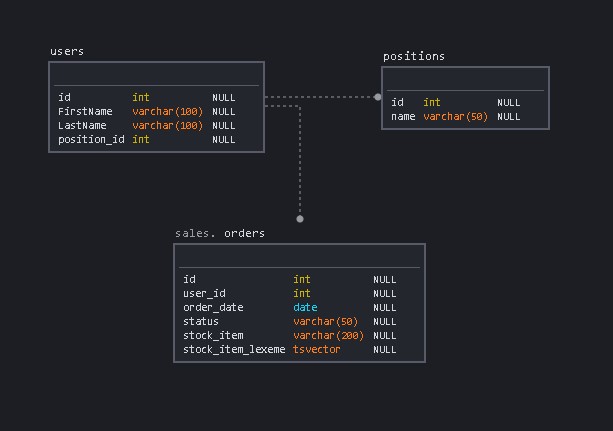 users
id int NULL
FirstName varchar(100) NULL
LastName varchar(100) NULL
position_id int NULL
positions
id int NULL
name varchar(50) NULL
sales. orders
id int NULL
user_id int NULL
order_date date NULL
status varchar(50) NULL
stock_item varchar(200) NULL
stock_item_lexeme tsvector NULL